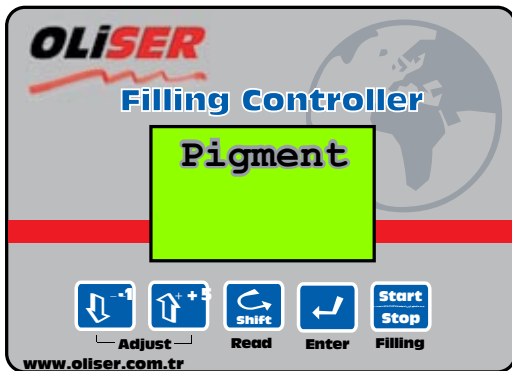 OLiSER
Filling Controller
Pigment
-1 + 5 Shift Start Stop
Adjust Read Enter Filling
www.oliser.com.tr